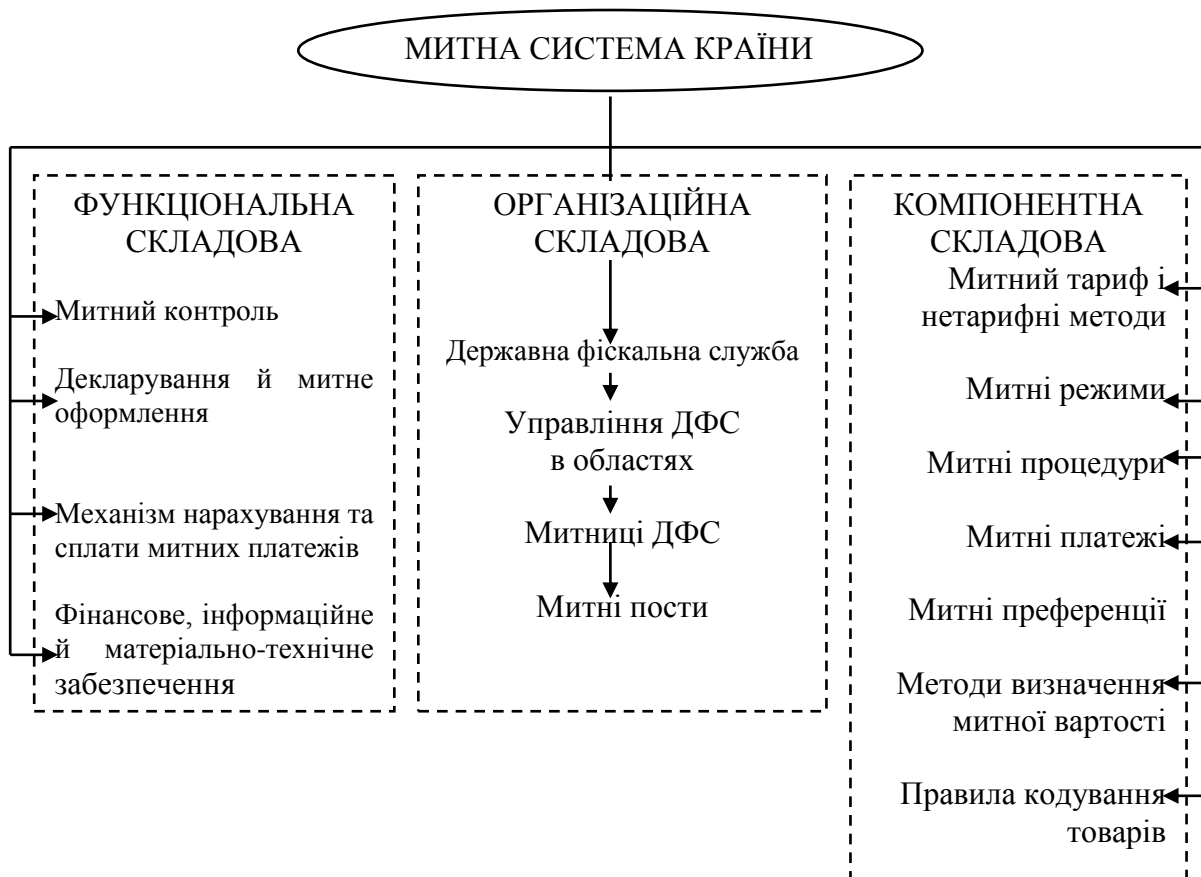 МИТНА СИСТЕМА КРАЇНИ
ФУНКЦІОНАЛЬНА
СКЛАДОВА
Митний контроль
Декларування й митне
оформлення
Механізм нарахування та
сплати митних платежів
Фінансове, інформаційне
й матеріально-технічне
забезпечення
ОРГАНІЗАЦІЙНА
СКЛАДОВА
Державна фіскальна служба
Управління ДФС
в областях
Митниці ДФС
Митні пости
КОМПОНЕНТНА
СКЛАДОВА
Митний тариф і
нетарифні методи
Митні режими
Митні процедури
Митні платежі
Митні преференції
Методи визначення
митної вартості
Правила кодування
товарів